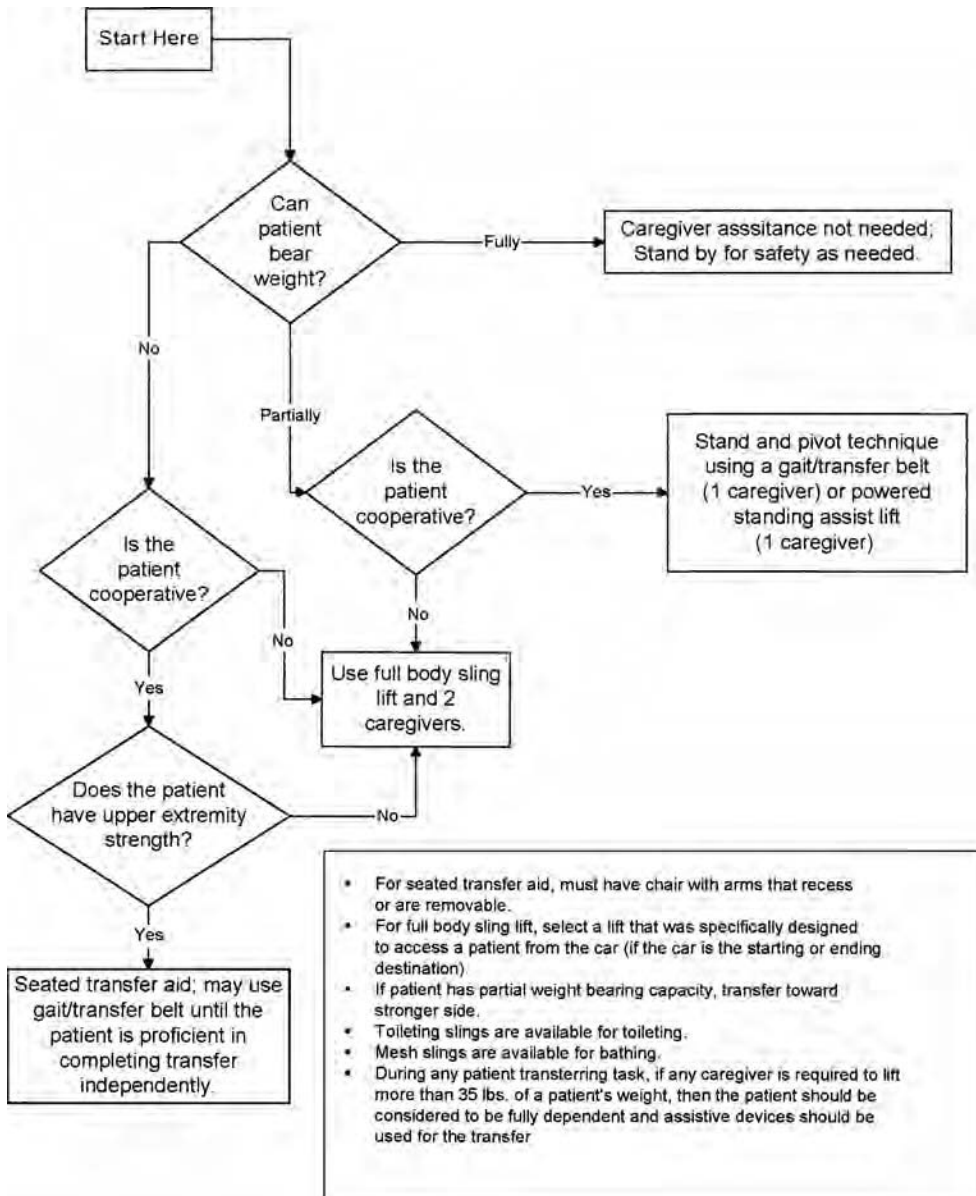 Start Here
Can
patient
bear
weight?
Fully
Caregiver asssitance not needed;
Stand by for safety as needed.
No
Partially
Is the
patient
cooperative?
Yes
Stand and pivot technique
using a gait/transfer belt
(1 caregiver) or powered
standing assist lift
(1 caregiver)
Is the
patient
cooperative?
No
No
Use full body sling
lift and 2
caregivers.
Yes
Does the patient
have upper extremity
strength?
No
Yes
Seated transfer aid; may use
gait/transfer belt until the
patient is proficient in
completing transfer
independently.
• For seated transfer aid, must have chair with arms that recess
or are removable.
• For full body sling lift, select a lift that was specifically designed
to access a patient from the car (if the car is the starting or ending
destination)
• If patient has partial weight bearing capacity, transfer toward
stronger side.
• Toileting slings are available for toileting.
• Mesh slings are available for bathing.
• During any patient transferring task, if any caregiver is required to lift
more than 35 lbs. of a patient's weight, then the patient should be
considered to be fully dependent and assistive devices should be
used for the transfer